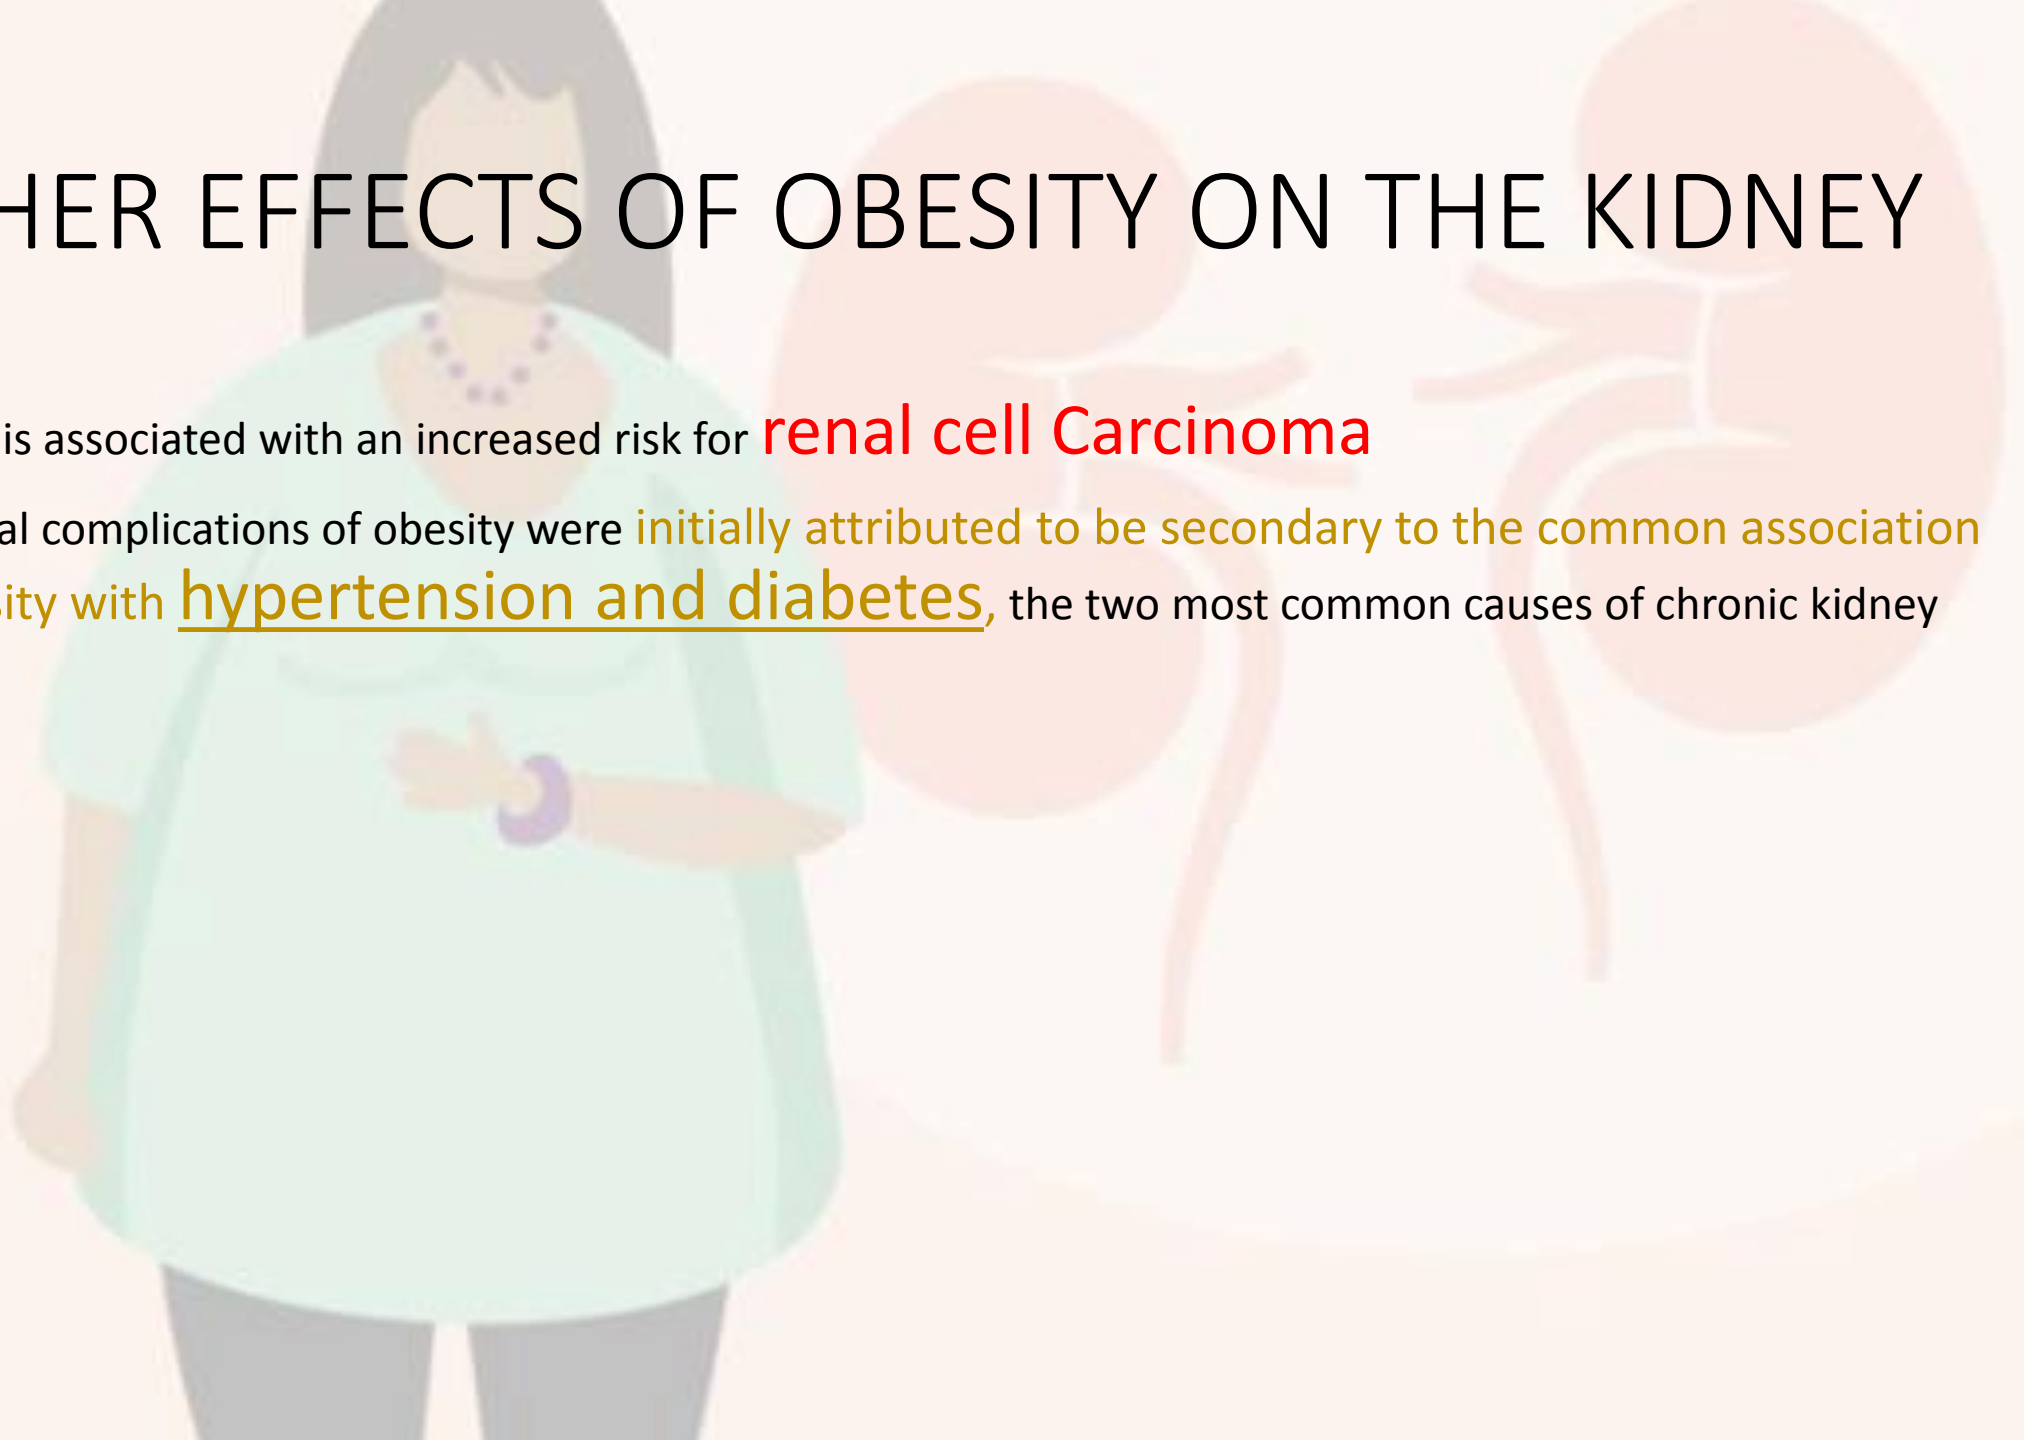 HER EFFECTS OF OBESITY ON THE KIDNEY
is associated with an increased risk for renal cell Carcinoma
al complications of obesity were initially attributed to be secondary to the common association
sity with hypertension and diabetes, the two most common causes of chronic kidney